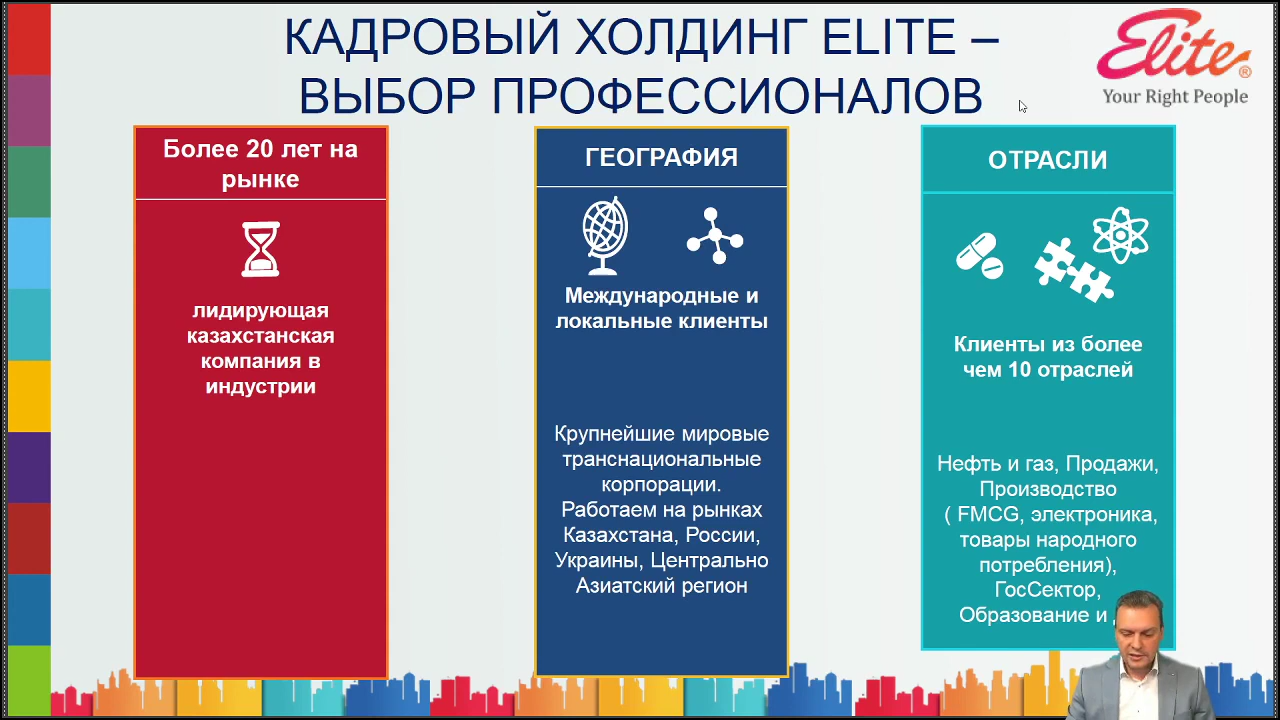 КАДРОВЫЙ ХОЛДИНГ ELITE –
ВЫБОР ПРОФЕССИОНАЛОВ
Elite®
Your Right People
Более 20 лет на
рынке
лидирующая
казахстанская
компания в
индустрии
ГЕОГРАФИЯ
Международные и
локальные клиенты
Крупнейшие мировые
транснациональные
корпорации.
Работаем на рынках
Казахстана, России,
Украины, Центрально
Азиатский регион
ОТРАСЛИ
Клиенты из более
чем 10 отраслей
Нефть и газ, Продажи,
Производство
( FMCG, электроника,
товары народного
потребления),
ГосСектор,
Образование и